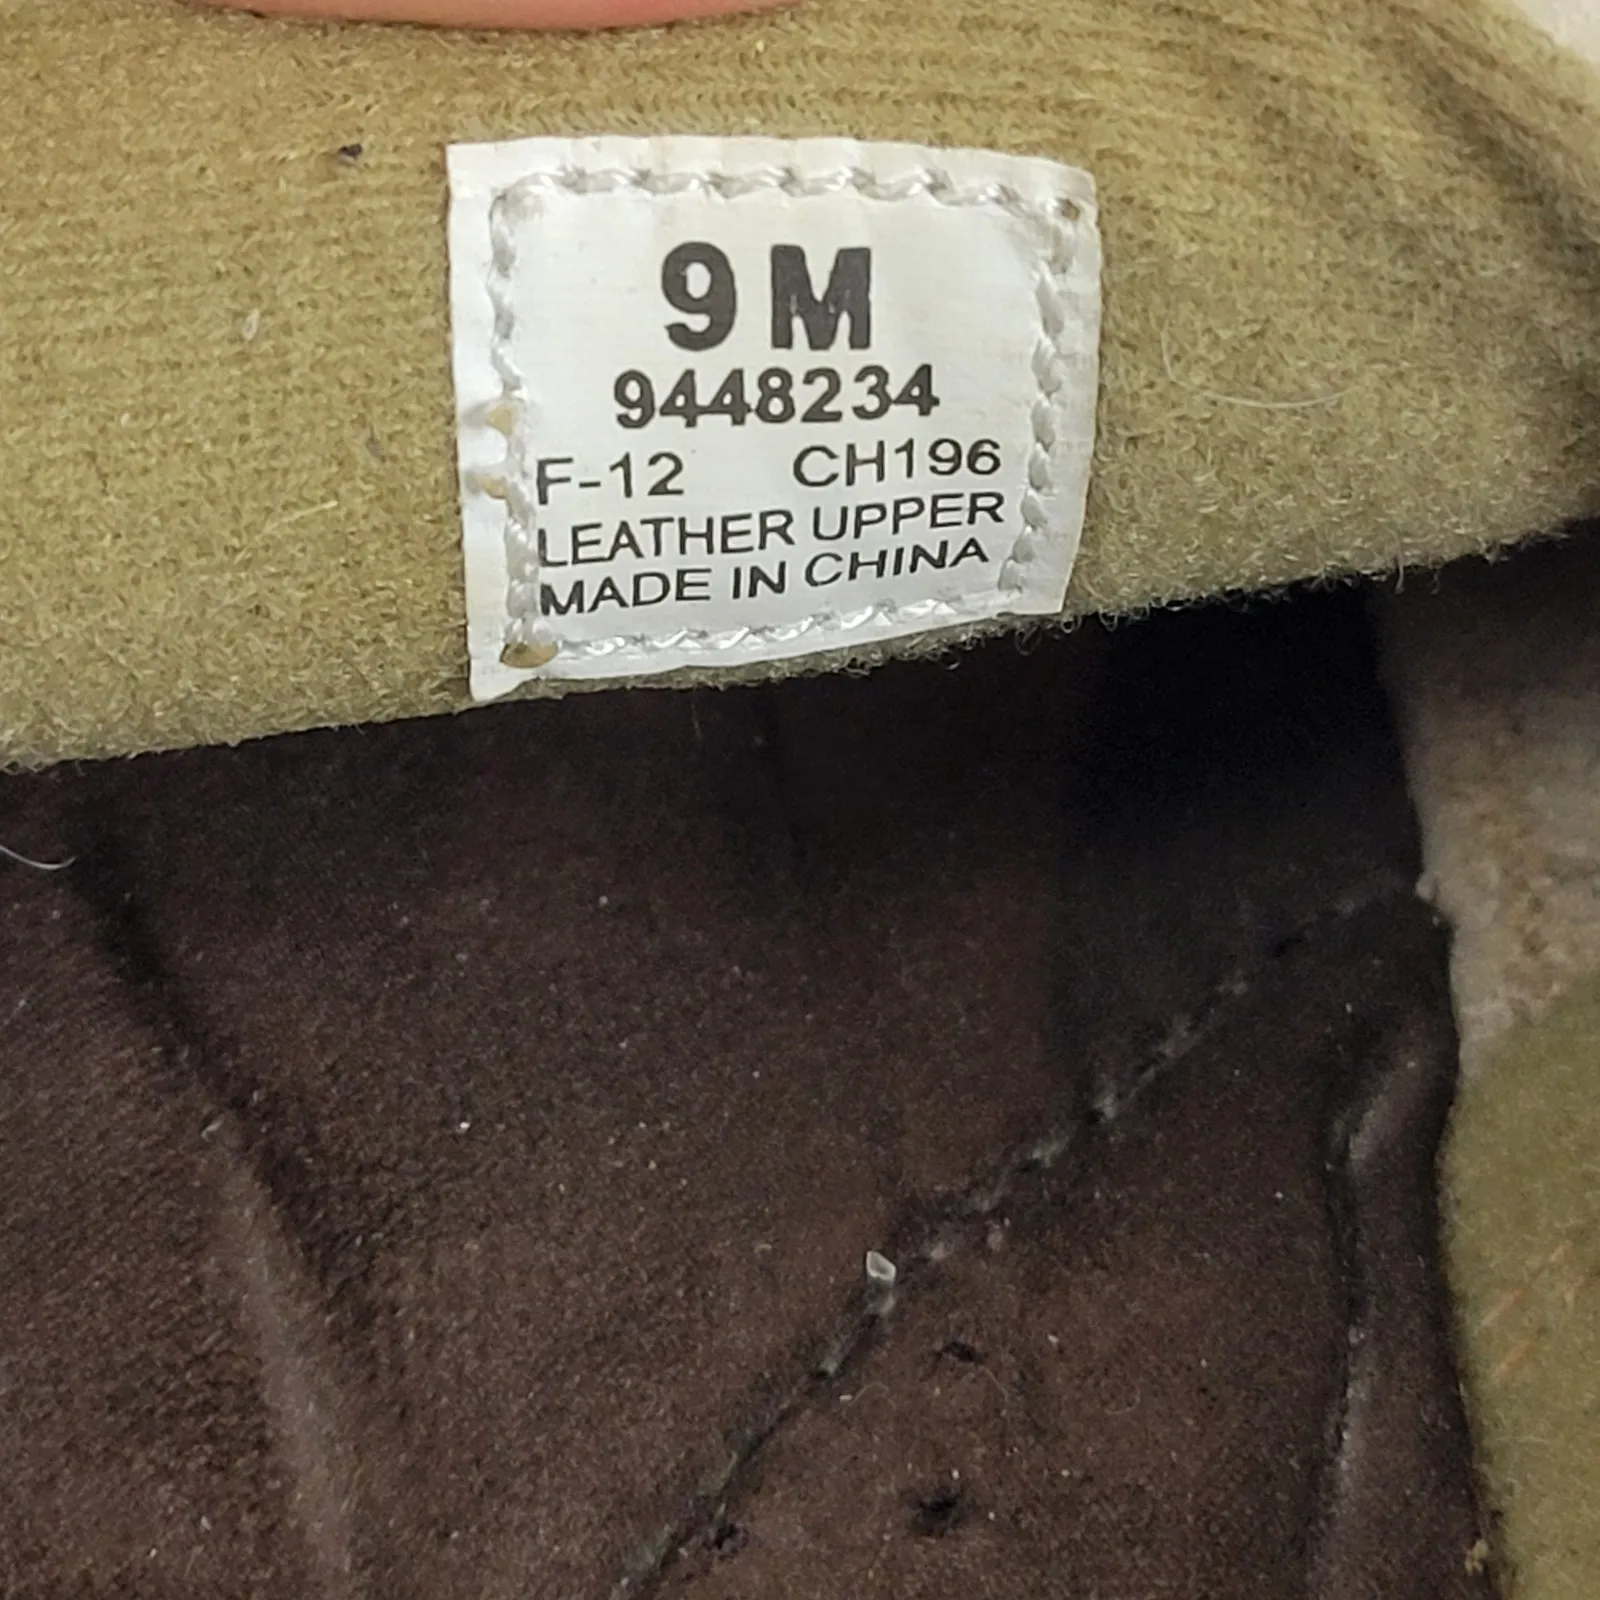 9 M
9448234
F-12 CH196
LEATHER UPPER
MADE IN CHINA